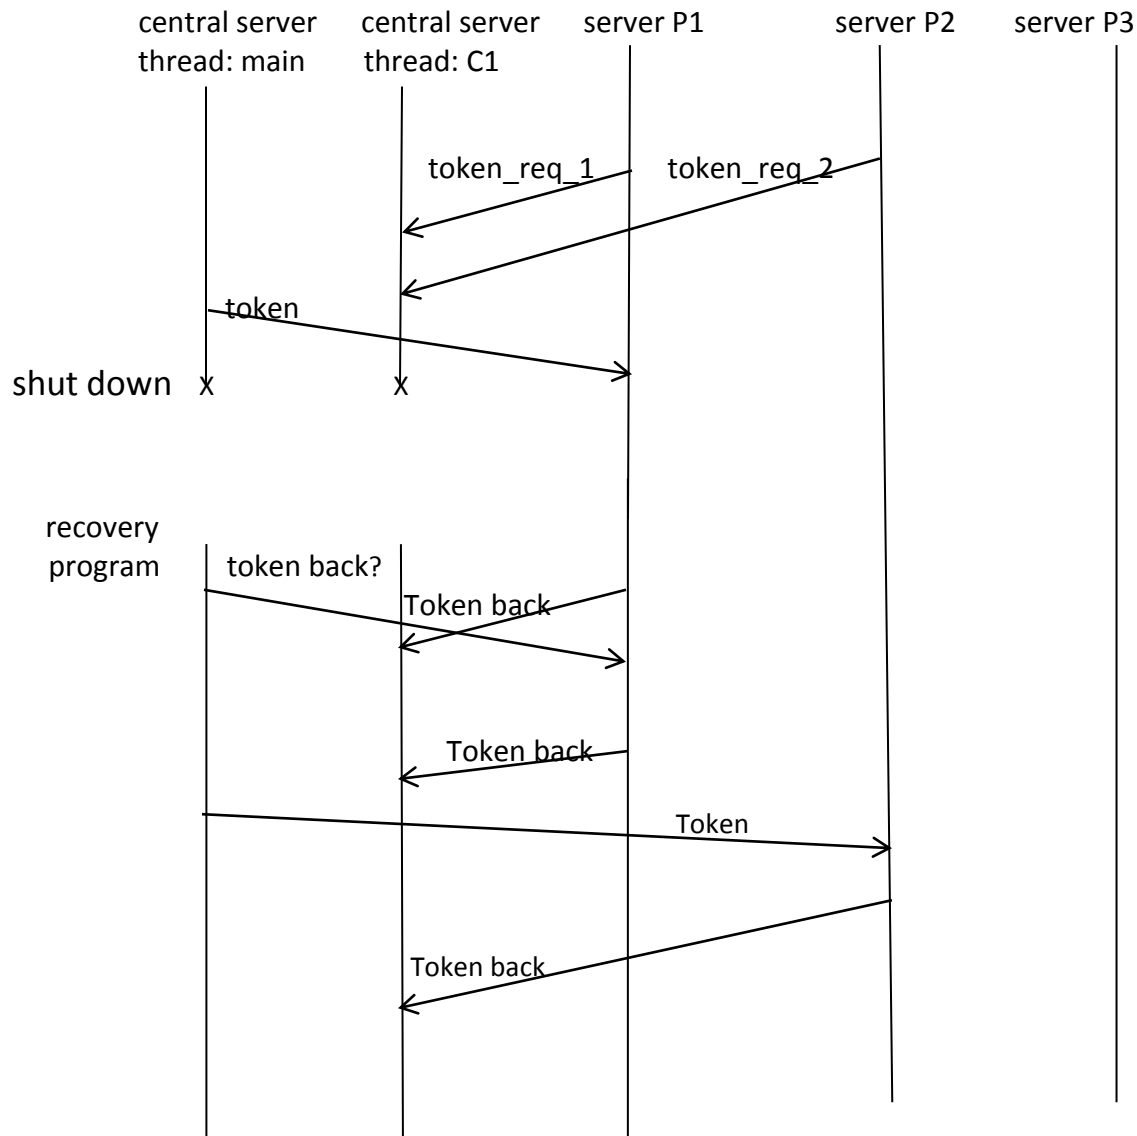 central server
thread: main
central server
thread: C1
server P1
server P2
server P3
token_req_1
token_req_2
token
shut down
X
X
recovery
program
token back?
Token back
Token back
Token
Token back